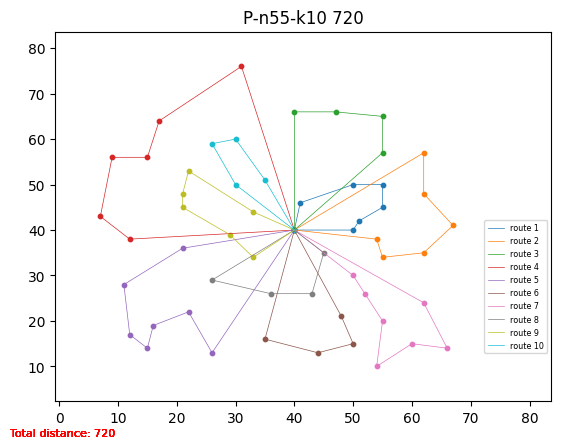 P-n55-k10 720
80
70
60
50
40
30
20
10
route 1
route 2
route 3
route 4
route 5
route 6
route 7
route 8
route 9
route 10
0 10 20 30 40 50 60 70 80
Total distance: 720